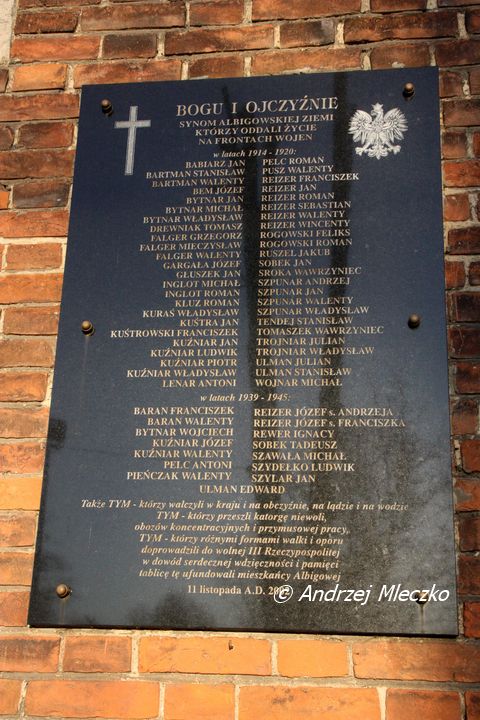 BOGU I OJCZYŹNIE
SYNOM ALBIGOWSKIEJ ZIEMI
KTÓRZY ODDALI ŻYCIE
NA FRONTACH WOJEN
w latach 1914 - 1920:
BABIARZ JAN
BARTMAN STANISŁAW
BARTMAN WALENTY
BEM JÓZEF
BYTNAR JAN
BYTNAR MICHAŁ
BYTNAR WŁADYSŁAW
DREWNIAK TOMASZ
FALGER GRZEGORZ
FALGER MIECZYSŁAW
FALGER WALENTY
GARGAŁA JÓZEF
GŁUSZEK JAN
INGLOT MICHAŁ
INGLOT ROMAN
KLUZ ROMAN
KURAŚ WŁADYSŁAW
KUŚTRA JAN
KUŚTROWSKI FRANCISZEK
KUŹNIAR JAN
KUŹNIAR LUDWIK
KUŹNIAR PIOTR
KUŹNIAR WŁADYSŁAW
LENAR ANTONI
PELC ROMAN
PUSZ WALENTY
REIZER FRANCISZEK
REIZER JAN
REIZER ROMAN
REIZER SEBASTIAN
REIZER WALENTY
REIZER WINCENTY
ROGOWSKI FELIKS
ROGOWSKI ROMAN
RUSZEL JAKUB
SOBEK JAN
SROKA WAWRZYNIEC
SZPUNAR ANDRZEJ
SZPUNAR JAN
SZPUNAR WALENTY
SZPUNAR WŁADYSŁAW
TENDEJ STANISŁAW
TOMASZEK WAWRZYNIEC
TROJNIAR JULIAN
TROJNIAR WŁADYSŁAW
ULMAN JULIAN
ULMAN STANISŁAW
WOJNAR MICHAŁ
w latach 1939 - 1945:
BARAN FRANCISZEK
BARAN WALENTY
BYTNAR WOJCIECH
KUŹNIAR JÓZEF
KUŹNIAR WALENTY
PELC ANTONI
PIEŃCZAK WALENTY
REIZER JÓZEF s. ANDRZEJA
REIZER JÓZEF s. FRANCISZKA
REWER IGNACY
SOBEK TADEUSZ
SZAWAŁA MICHAŁ
SZYDEŁKO LUDWIK
SZYLAR JAN
ULMAN EDWARD
Także TYM - którzy walczyli w kraju i na obczyźnie, na lądzie i na wodzie
TYM - którzy przeszli katorgę niewoli,
obozów koncentracyjnych i przymusowej pracy,
TYM - którzy różnymi formami walki i oporu
doprowadzili do wolnej III Rzeczypospolitej
w dowód serdecznej wdzięczności i pamięci
tablicę tę ufundowali mieszkańcy Albigowej
11 listopada A.D. 2002
© Andrzej Mleczko